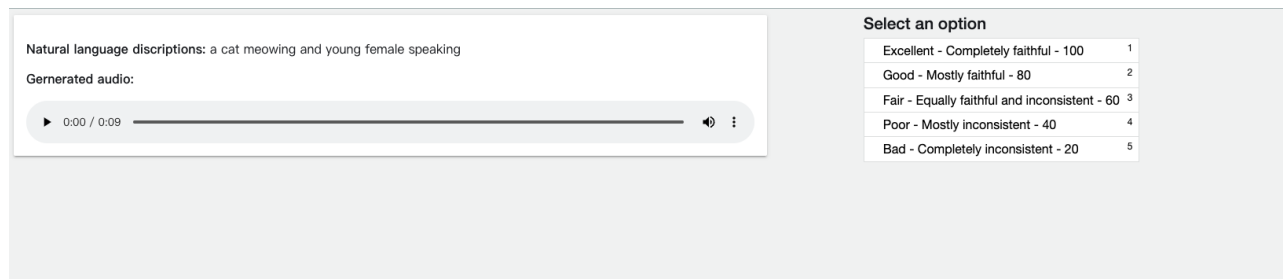 Natural language discriptions: a cat meowing and young female speaking
Gernerated audio:
0:00 / 0:09
Select an option
Excellent - Completely faithful - 100 1
Good - Mostly faithful - 80 2
Fair - Equally faithful and inconsistent - 60 3
Poor - Mostly inconsistent - 40 4
Bad - Completely inconsistent - 20 5